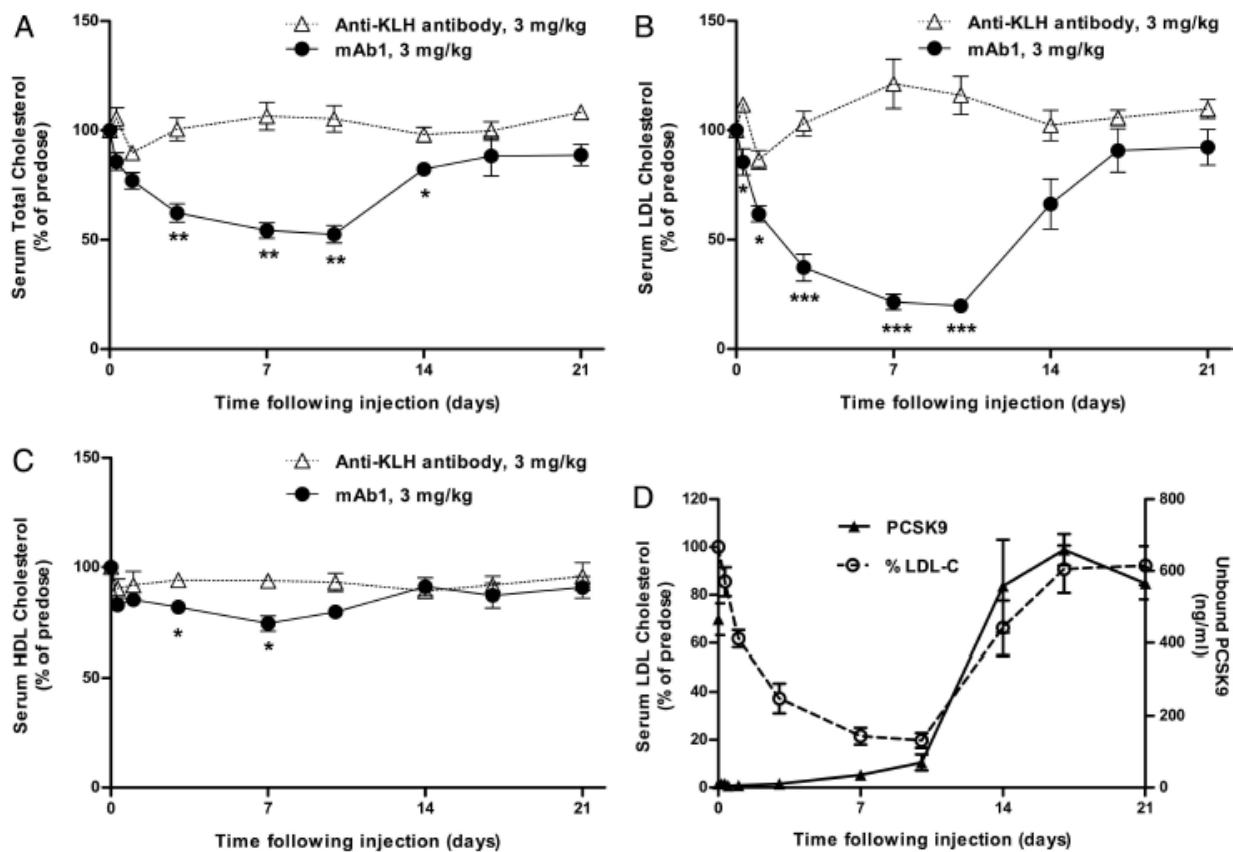 A
Anti-KLH antibody, 3 mg/kg
mAb1, 3 mg/kg
Serum Total Cholesterol
(% of predose)
150
100
50
0
**
**
**
*
0
7
14
21
Time following injection (days)
B
Anti-KLH antibody, 3 mg/kg
mAb1, 3 mg/kg
Serum LDL Cholesterol
(% of predose)
150
100
50
0
*
*
***
***
***
0
7
14
21
Time following injection (days)
C
Anti-KLH antibody, 3 mg/kg
mAb1, 3 mg/kg
Serum HDL Cholesterol
(% of predose)
150
100
50
0
*
*
0
7
14
21
Time following injection (days)
D
PCSK9
% LDL-C
Serum LDL Cholesterol
(% of predose)
120
100
80
60
40
20
0
800
600
400
200
0
Unbound PCSK9
(ng/ml)
0
7
14
21
Time following injection (days)